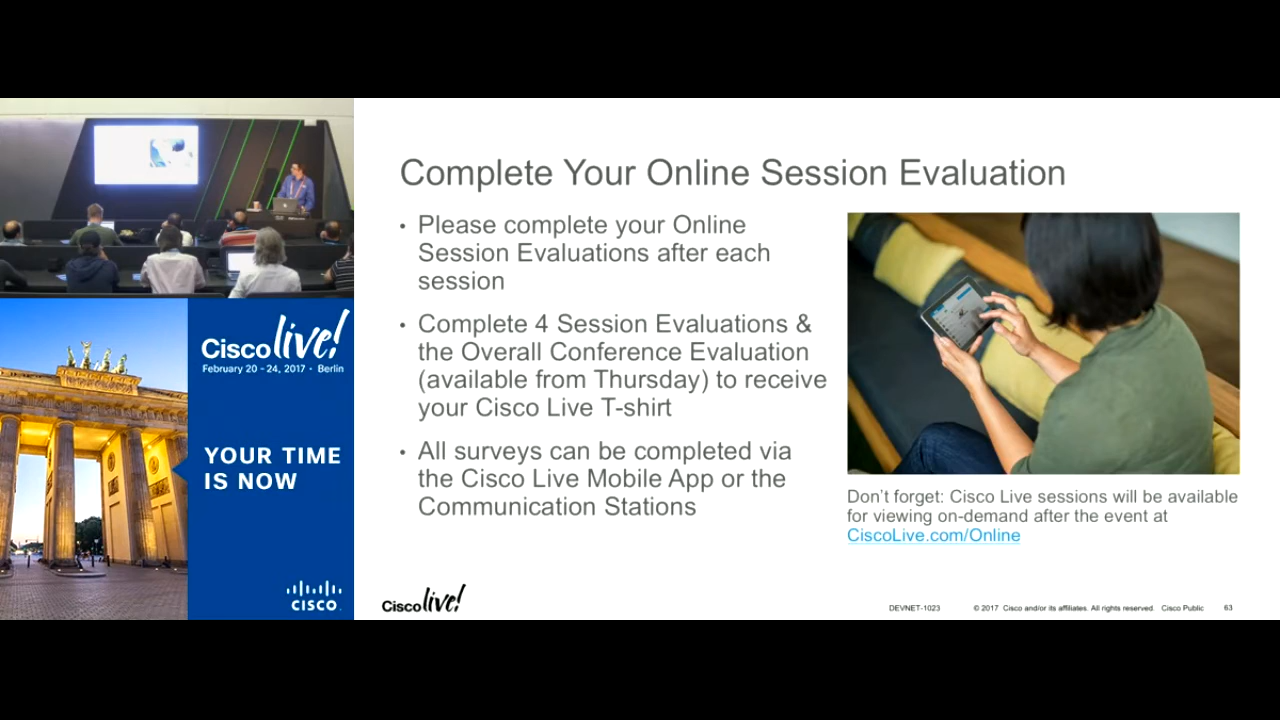 Complete Your Online Session Evaluation
• Please complete your Online
Session Evaluations after each
session
• Complete 4 Session Evaluations &
the Overall Conference Evaluation
(available from Thursday) to receive
your Cisco Live T-shirt
• All surveys can be completed via
the Cisco Live Mobile App or the
Communication Stations
Don't forget: Cisco Live sessions will be available
for viewing on-demand after the event at
CiscoLive.com/Online
Cisco live!
February 20 - 24, 2017 • Berlin
YOUR TIME
IS NOW
CISCO.
Cisco live!
DEVNET-1023 © 2017 Cisco and/or its affiliates. All rights reserved. Cisco Public 63